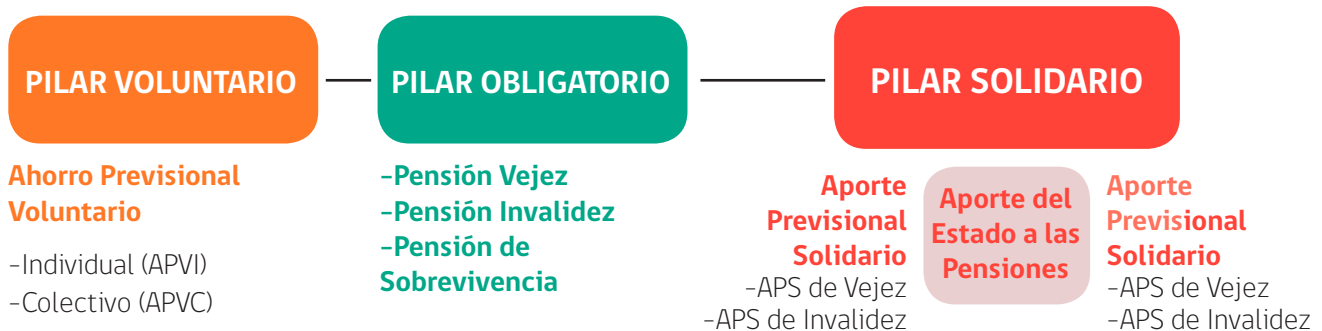 PILAR VOLUNTARIO
PILAR OBLIGATORIO
PILAR SOLIDARIO
Ahorro Previsional
Voluntario
-Individual (APVI)
-Colectivo (APVC)
-Pensión Vejez
-Pensión Invalidez
-Pensión de
Sobrevivencia
Aporte
Previsional
Solidario
-APS de Vejez
-APS de Invalidez
Aporte del
Estado a las
Pensiones
Aporte
Previsional
Solidario
-APS de Vejez
-APS de Invalidez